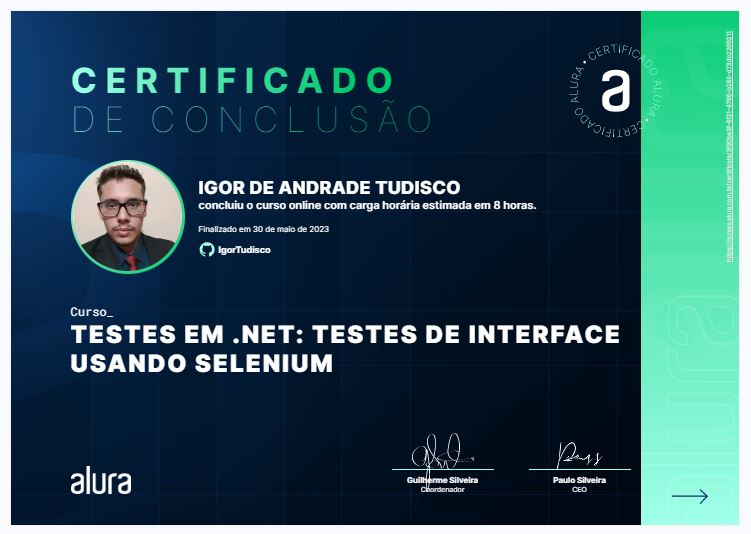 CERTIFICADO
DE CONCLUSÃO
CERTIFICADO ALURA • CERTIFICADO ALURA •
a
IGOR DE ANDRADE TUDISCO
concluiu o curso online com carga horária estimada em 8 horas.
Finalizado em 30 de maio de 2023
IgorTudisco
Curso_
TESTES EM .NET: TESTES DE INTERFACE
USANDO SELENIUM
alura
Guilherme Silveira
Coordenador
Paulo Silveira
CEO
alura